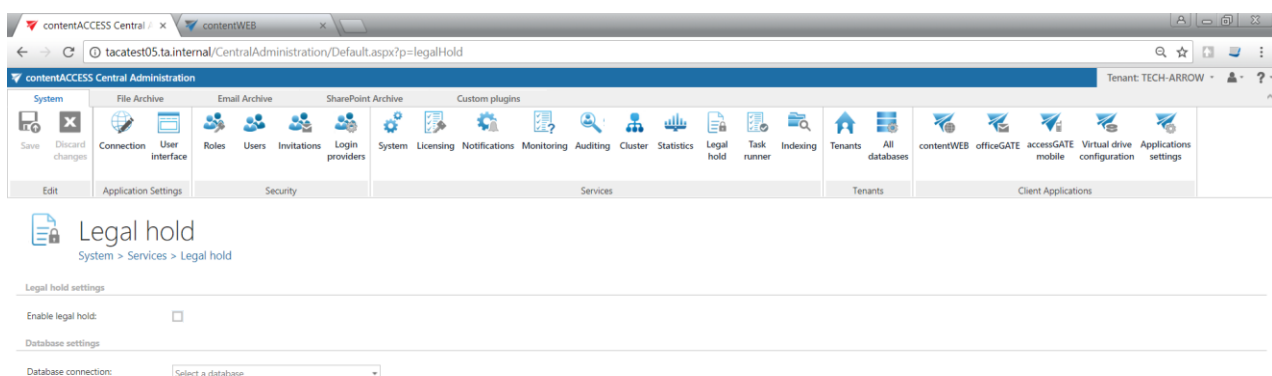 contentACCESS Central A
contentWEB
tacatest05.ta.internal/CentralAdministration/Default.aspx?p=legalHold
contentACCESS Central Administration
Tenant: TECH-ARROW
?
System File Archive Email Archive SharePoint Archive Custom plugins
Save Discard changes Connection User interface Roles Users Invitations Login providers System Licensing Notifications Monitoring Auditing Cluster Statistics Legal hold Task runner Indexing Tenants All databases contentWEB officeGATE accessGATE mobile Virtual drive configuration Applications settings
Edit Application Settings Security Services Tenants Client Applications
Legal hold
System > Services > Legal hold
Legal hold settings
Enable legal hold:
Database settings
Database connection: Select a database